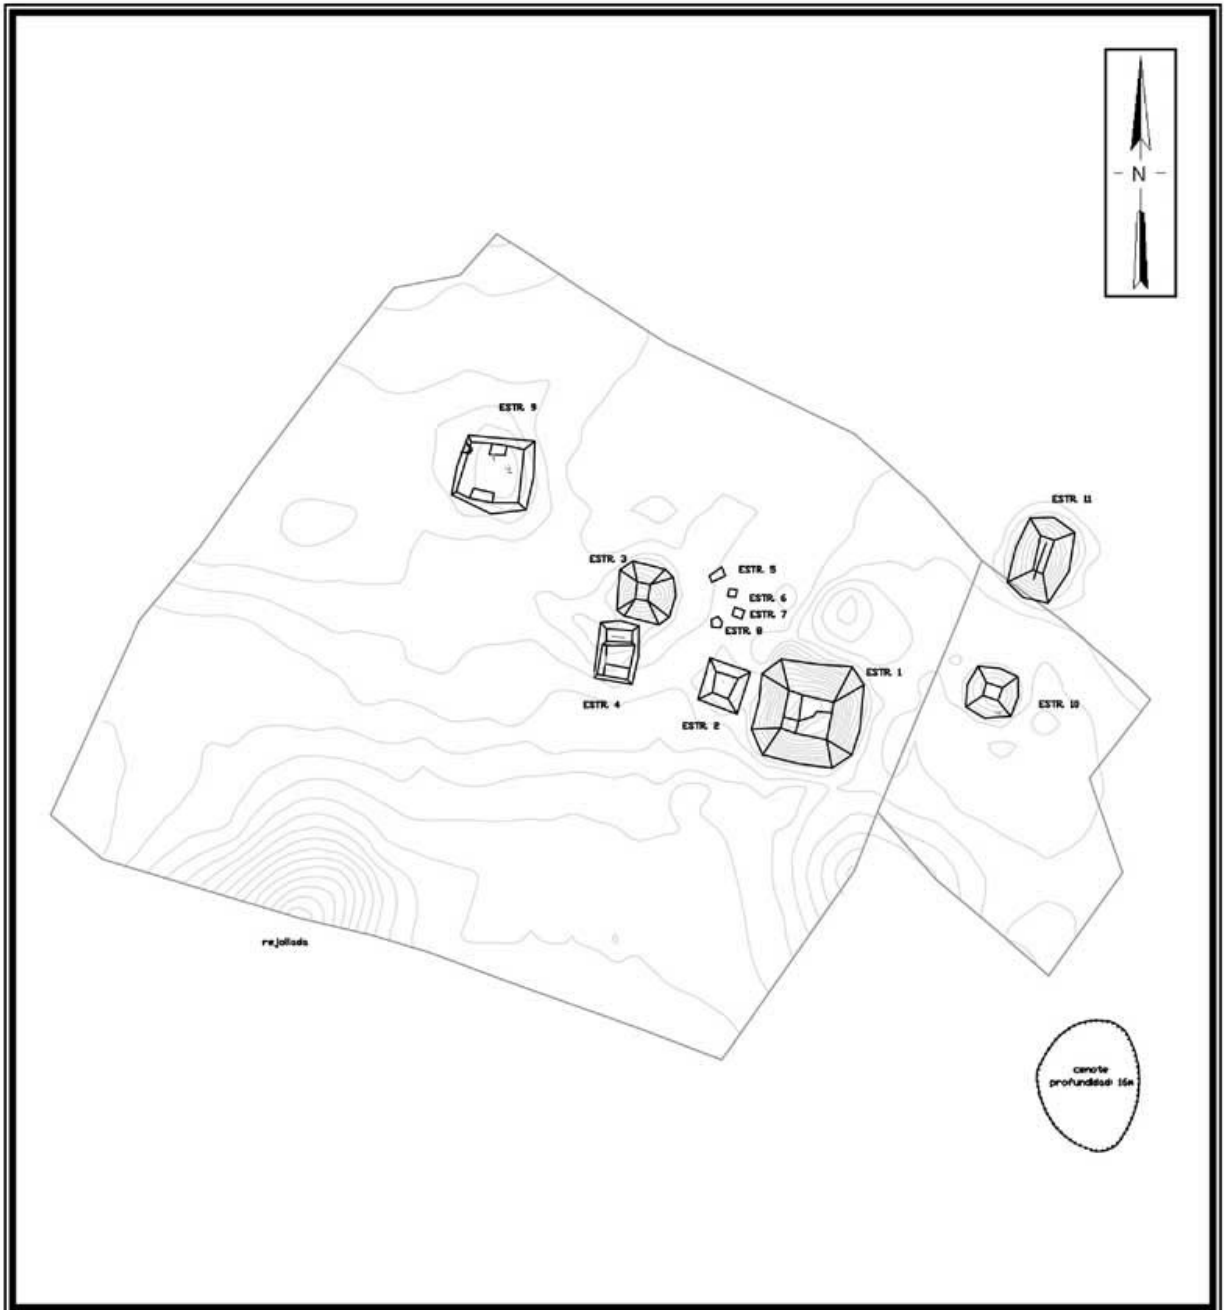 - N -
ESTR. 9
ESTR. 11
ESTR. 3
ESTR. 5
ESTR. 6
ESTR. 7
ESTR. 8
ESTR. 1
ESTR. 10
ESTR. 4
ESTR. 2
rejollada
cenote
profundidad: 16m